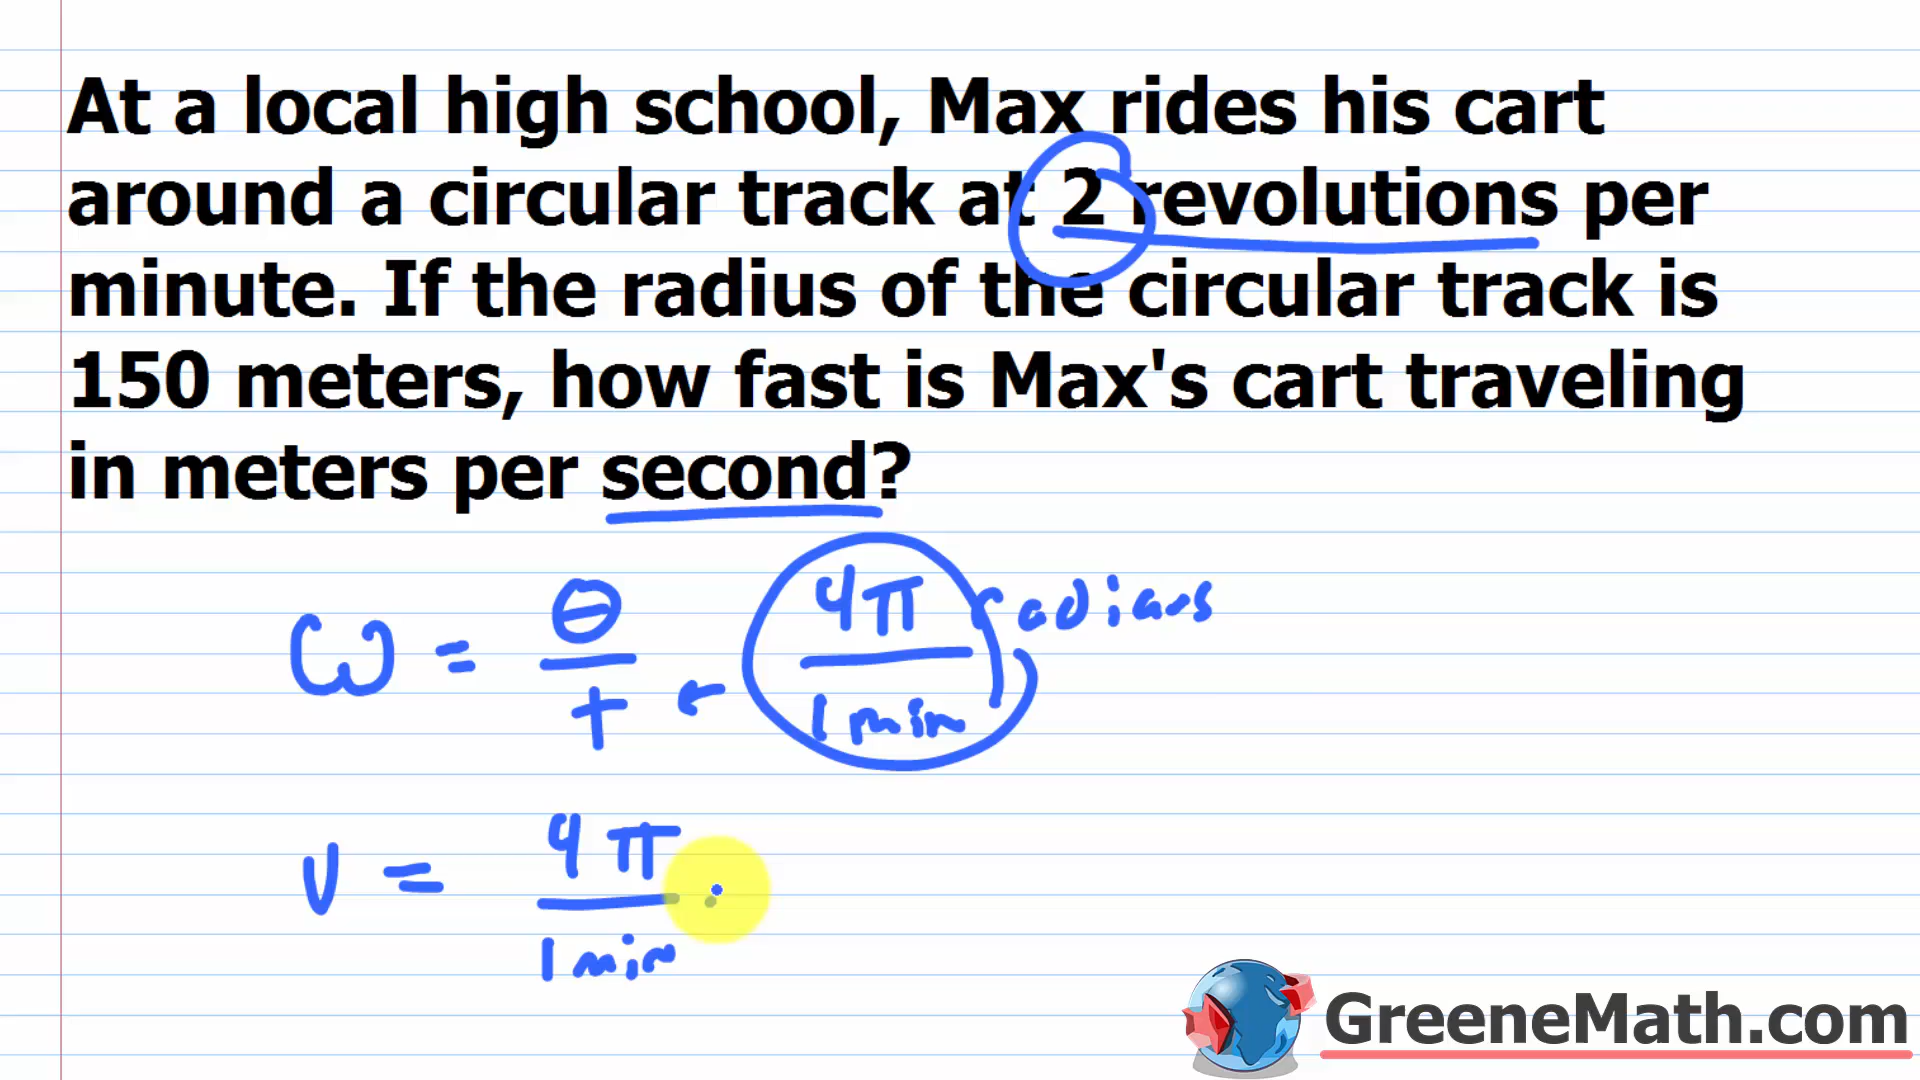 At a local high school, Max rides his cart
around a circular track at 2 revolutions per
minute. If the radius of the circular track is
150 meters, how fast is Max's cart traveling
in meters per second?
ω = θ/t ← 4π/1 min radians
v = 4π/1 min ·
GreeneMath.com